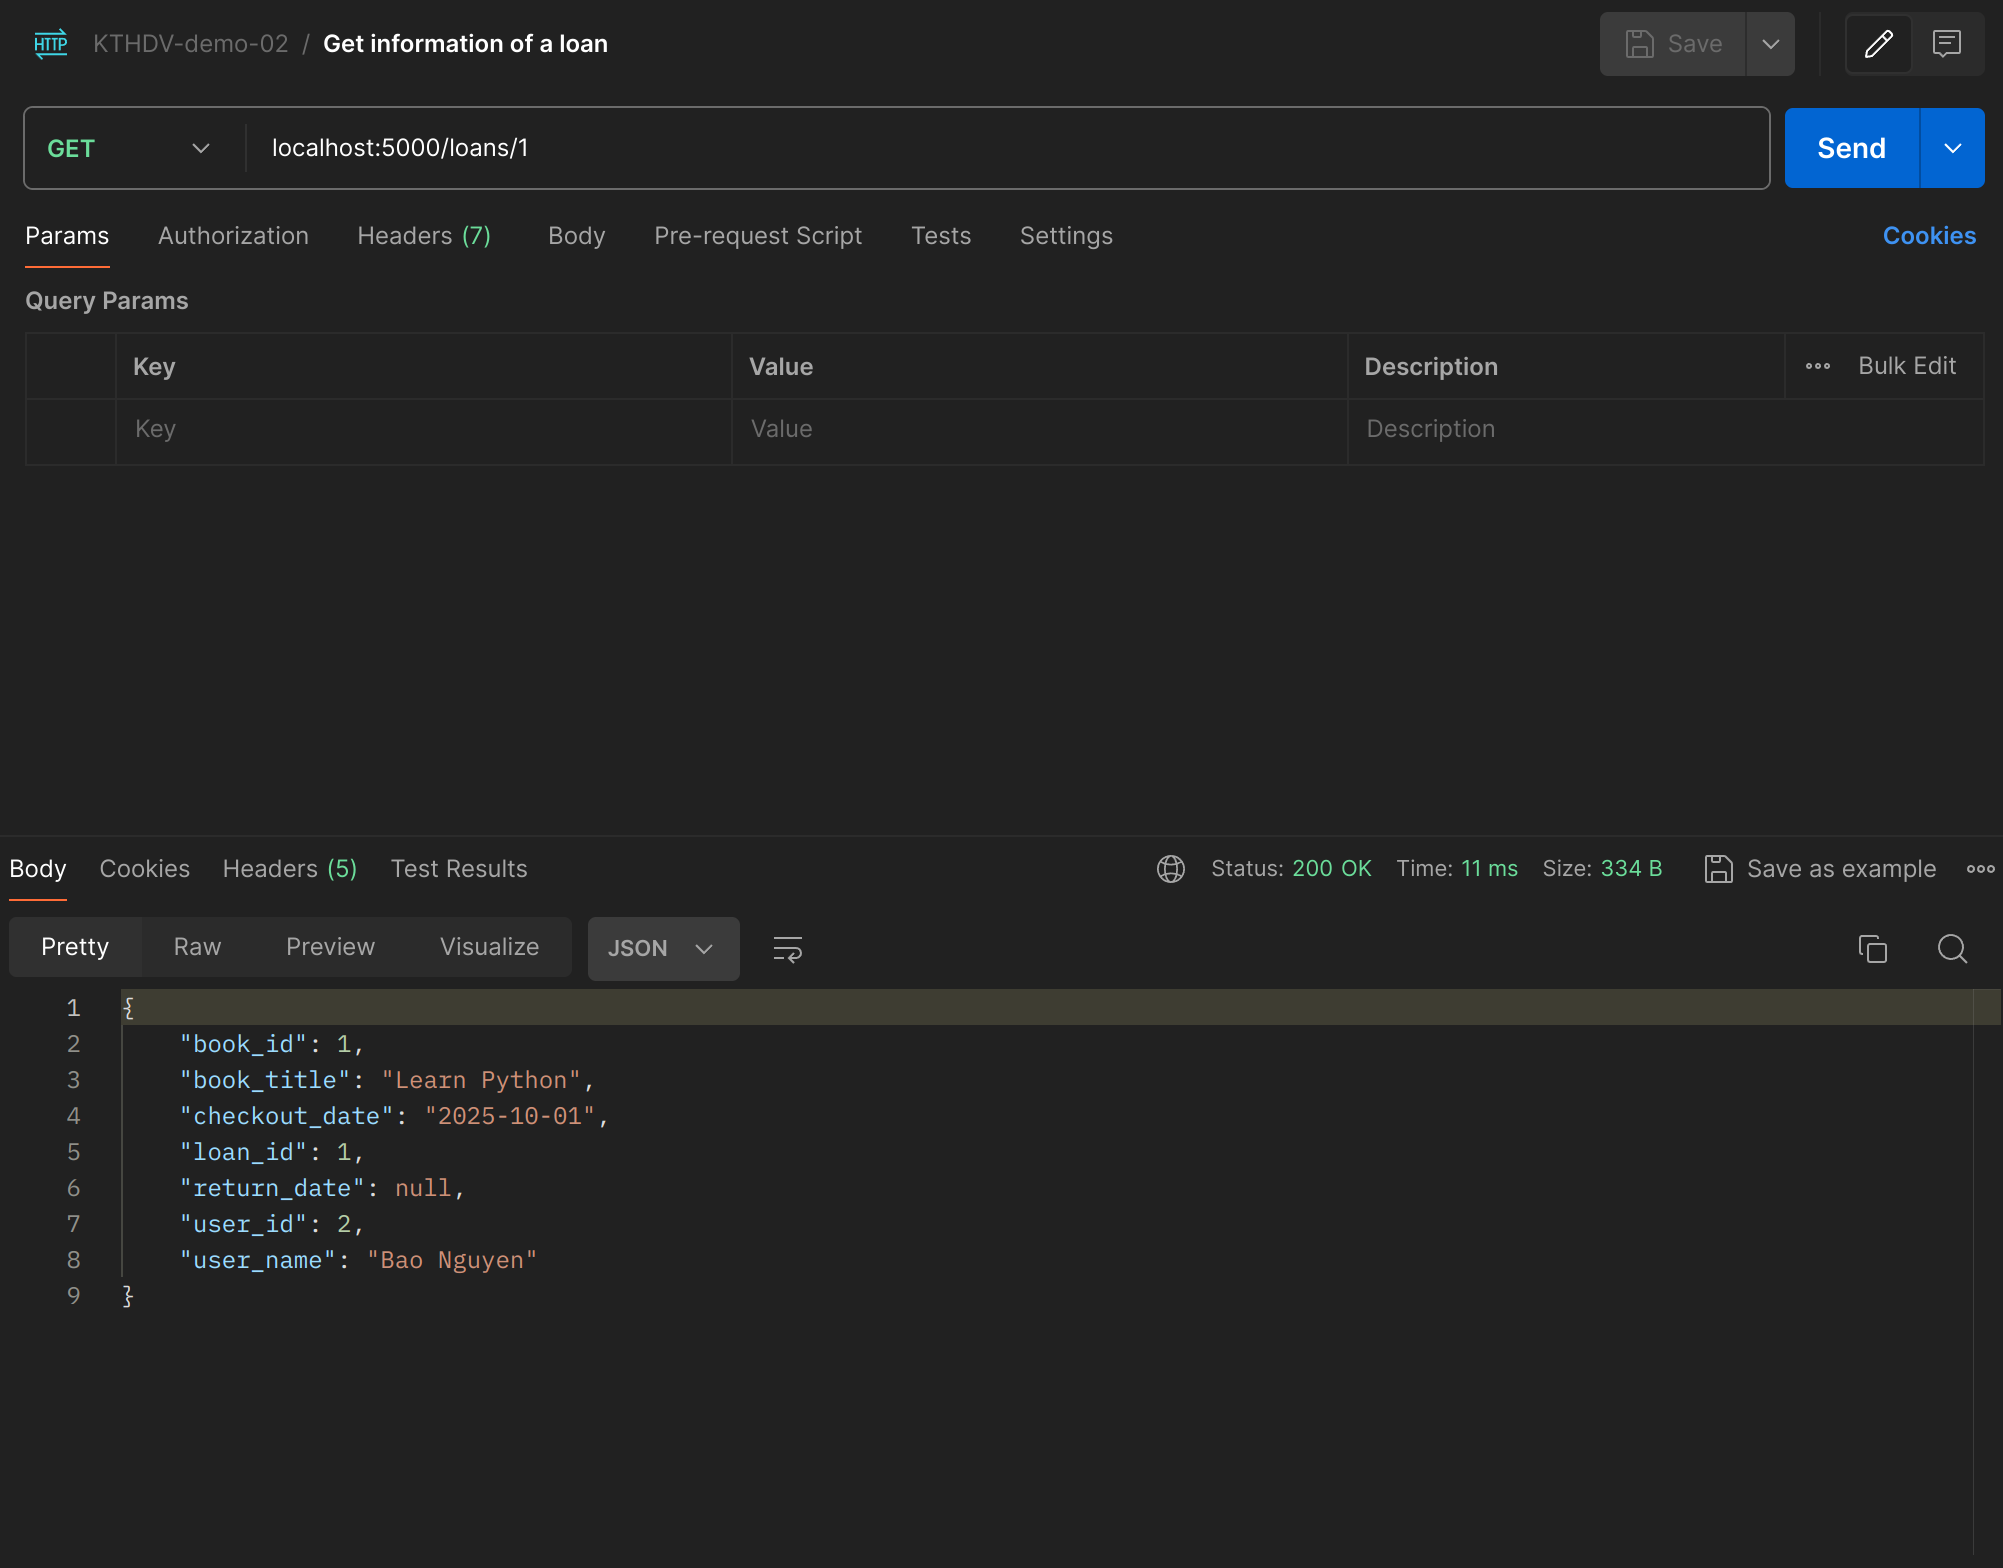 HTTP KTHDV-demo-02 / Get information of a loan Save
GET localhost:5000/loans/1 Send
Params Authorization Headers (7) Body Pre-request Script Tests Settings Cookies
Query Params
Key Value Description Bulk Edit
Key Value Description
Body Cookies Headers (5) Test Results Status: 200 OK Time: 11 ms Size: 334 B Save as example
Pretty Raw Preview Visualize JSON
1 {
2 "book_id": 1,
3 "book_title": "Learn Python",
4 "checkout_date": "2025-10-01",
5 "loan_id": 1,
6 "return_date": null,
7 "user_id": 2,
8 "user_name": "Bao Nguyen"
9 }